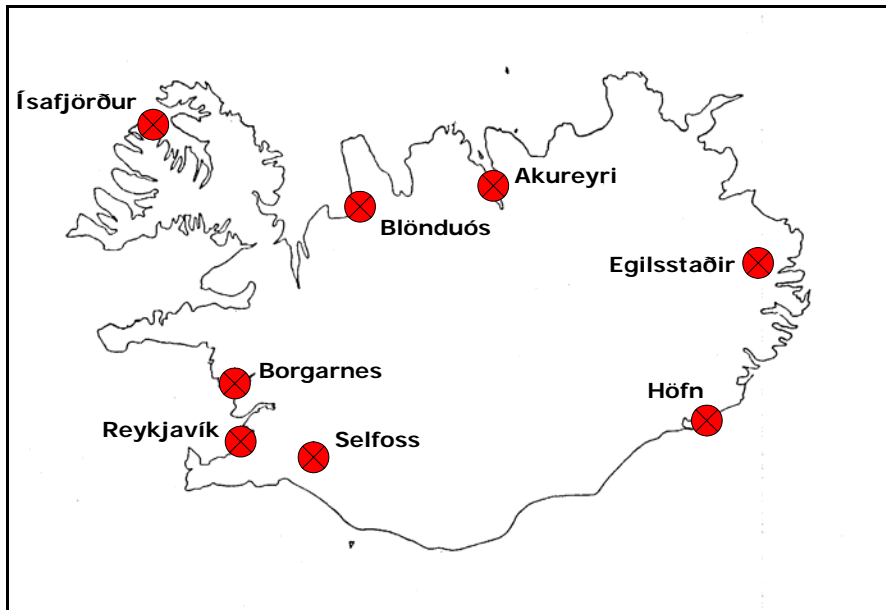 Ísafjörður
Akureyri
Blönduós
Egilsstaðir
Borgarnes
Höfn
Reykjavík
Selfoss